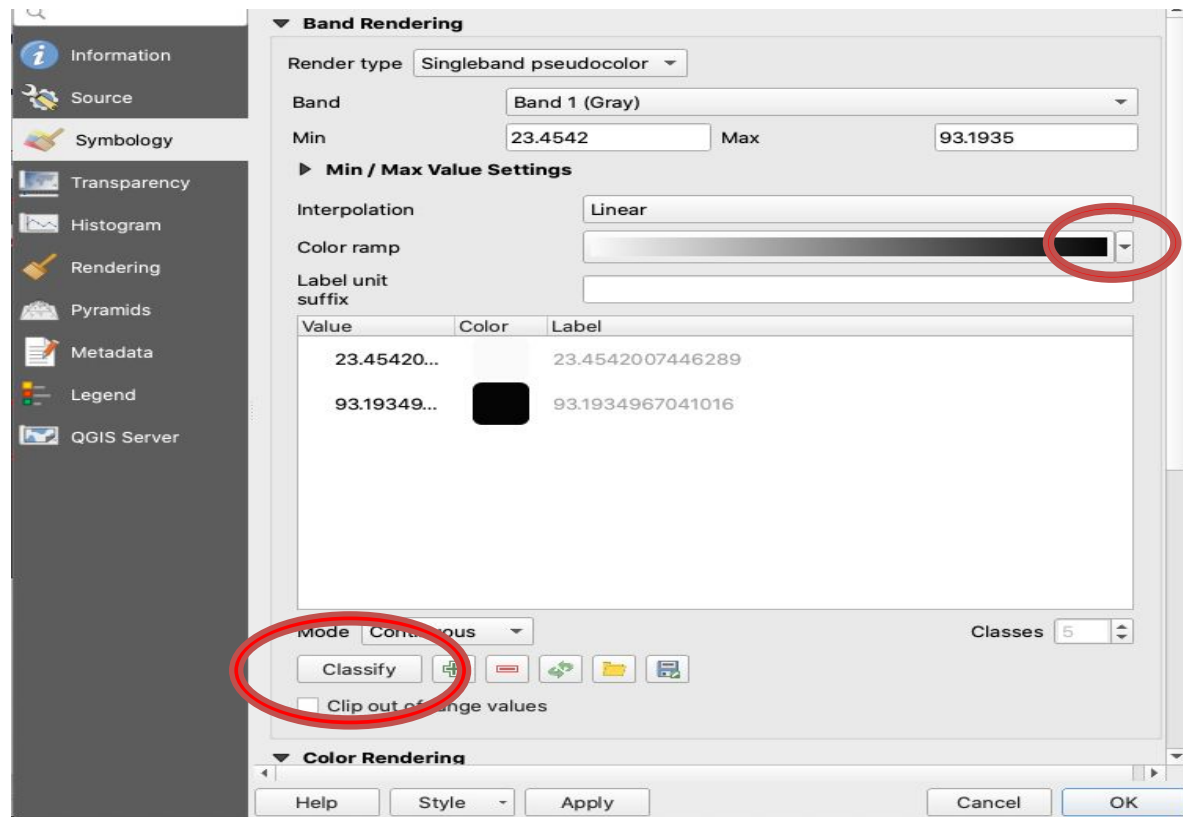 Information
Source
Symbology
Transparency
Histogram
Rendering
Pyramids
Metadata
Legend
QGIS Server
Band Rendering
Render type Singleband pseudocolor
Band Band 1 (Gray)
Min 23.4542 Max 93.1935
Min / Max Value Settings
Interpolation Linear
Color ramp
Label unit
suffix
Value Color Label
23.45420... 23.4542007446289
93.19349... 93.1934967041016
Mode Continuous Classes 5
Classify
Clip out of range values
Color Rendering
Help Style Apply Cancel OK